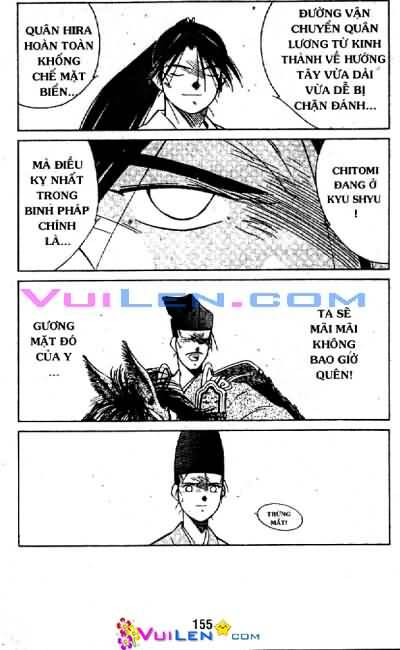 ĐƯỜNG VẬN
CHUYỂN QUÂN
LƯƠNG TỪ KINH
THÀNH VỀ HƯỚNG
TÂY VỪA DÀI
VỪA DỄ BỊ
CHẶN ĐÁNH...
QUÂN HIRA
HOÀN TOÀN
KHỐNG
CHẾ MẶT
BIỂN...
CHITOMI
ĐANG Ở
KYU SHYU
!
MÀ ĐIỀU
KỴ NHẤT
TRONG
BINH PHÁP
CHÍNH
LÀ...
VUILEN.COM
TA SẼ
MÃI MÃI
KHÔNG
BAO GIỜ
QUÊN!
GƯƠNG
MẶT ĐÓ
CỦA Y
...
TRỪNG
MẮT!
155
VUILEN.COM